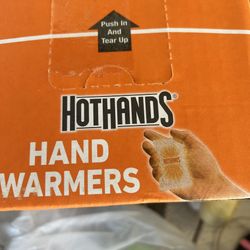 Push In
And
Tear Up
HOTHANDS®
HAND
WARMERS